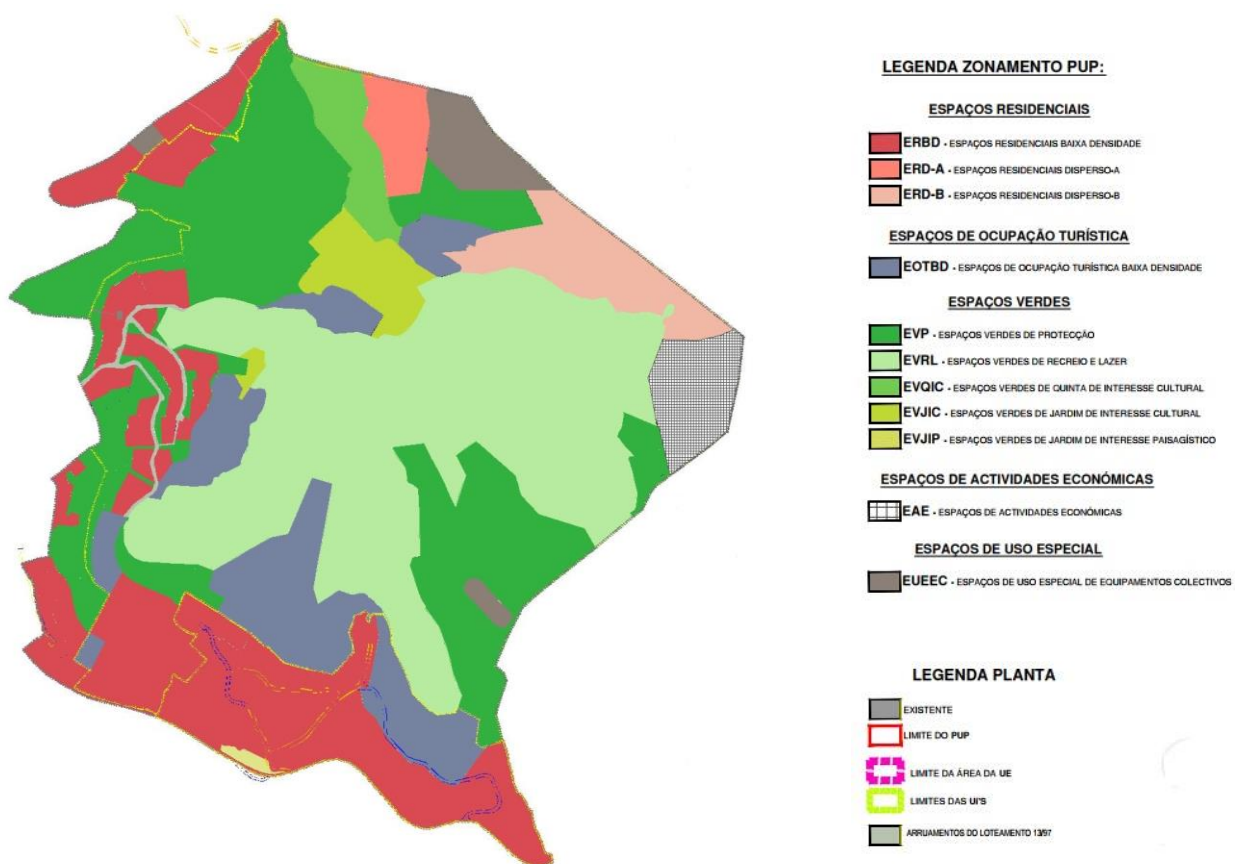 LEGENDA ZONAMENTO PUP:
ESPAÇOS RESIDENCIAIS
ERBD - ESPAÇOS RESIDENCIAIS BAIXA DENSIDADE
ERD-A - ESPAÇOS RESIDENCIAIS DISPERSO-A
ERD-B - ESPAÇOS RESIDENCIAIS DISPERSO-B
ESPAÇOS DE OCUPAÇÃO TURÍSTICA
EOTBD - ESPAÇOS DE OCUPAÇÃO TURÍSTICA BAIXA DENSIDADE
ESPAÇOS VERDES
EVP - ESPAÇOS VERDES DE PROTECÇÃO
EVRL - ESPAÇOS VERDES DE RECREIO E LAZER
EVQIC - ESPAÇOS VERDES DE QUINTA DE INTERESSE CULTURAL
EVJIC - ESPAÇOS VERDES DE JARDIM DE INTERESSE CULTURAL
EVJIP - ESPAÇOS VERDES DE JARDIM DE INTERESSE PAISAGÍSTICO
ESPAÇOS DE ACTIVIDADES ECONÓMICAS
EAE - ESPAÇOS DE ACTIVIDADES ECONÓMICAS
ESPAÇOS DE USO ESPECIAL
EUEEC - ESPAÇOS DE USO ESPECIAL DE EQUIPAMENTOS COLECTIVOS
LEGENDA PLANTA
EXISTENTE
LIMITE DO PUP
LIMITE DA ÁREA DA UE
LIMITES DAS UI'S
ARRUAMENTOS DO LOTEAMENTO 13/97